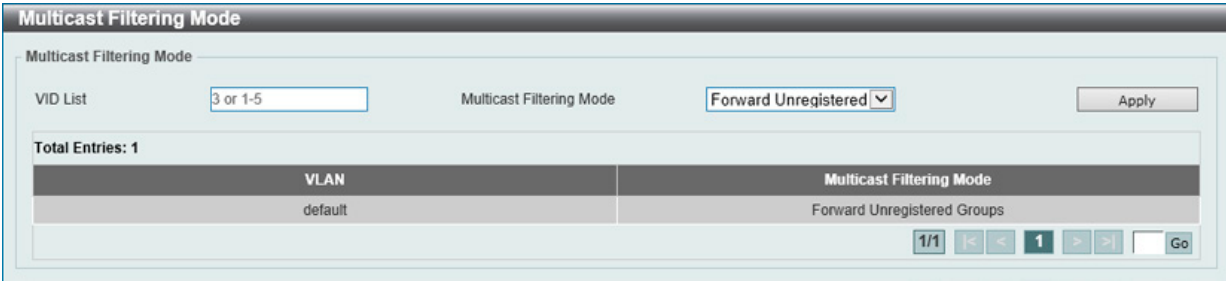 Multicast Filtering Mode
Multicast Filtering Mode
VID List 3 or 1-5 Multicast Filtering Mode Forward Unregistered Apply
Total Entries: 1
VLAN Multicast Filtering Mode
default Forward Unregistered Groups
1/1 |< < 1 > >| Go